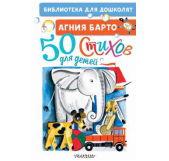 БИБЛИОТЕКА ДЛЯ ДОШКОЛЯТ
АГНИЯ БАРТО
50 СТИХОВ
для детей